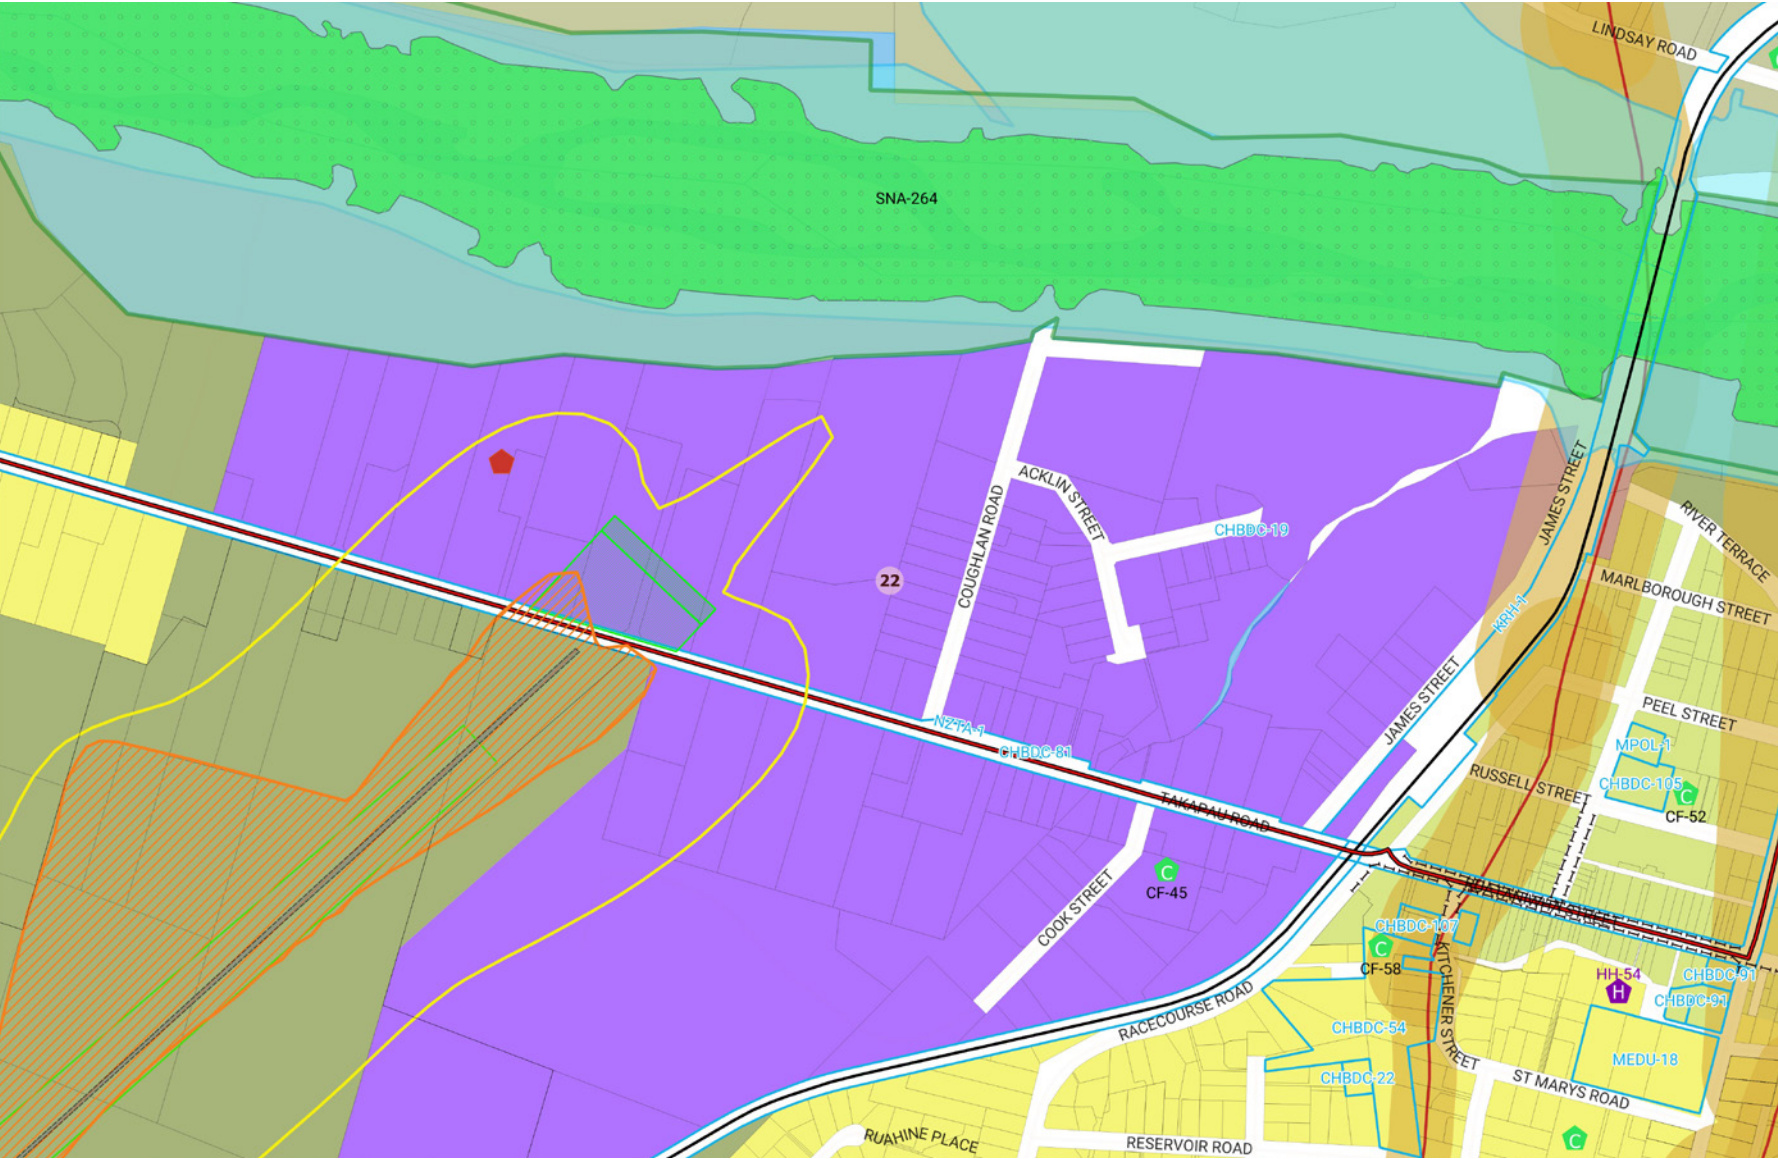 LINDSAY ROAD
SNA-264
ACKLIN STREET
COUGHLAN ROAD
CHBDC-19
22
JAMES STREET
RIVER TERRACE
MARLBOROUGH STREET
KRH-1
JAMES STREET
PEEL STREET
MPOL-1
NZTA-1
CHBDC-81
RUSSELL STREET
CHBDC-105
C
CF-52
TAKAPAU ROAD
C
CF-45
COOK STREET
CHBDC-107
C
CF-58
KITCHENER STREET
HH-54
H
CHBDC-91
CHBDC-91
RACECOURSE ROAD
CHBDC-54
MEDU-18
CHBDC-22
ST MARYS ROAD
RUAHINE PLACE
RESERVOIR ROAD
C